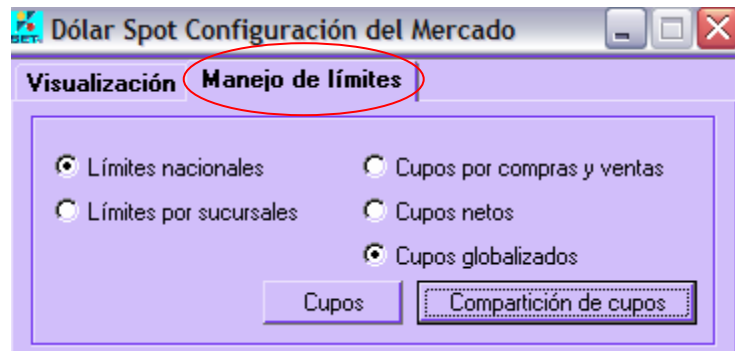 SET
Dólar Spot Configuración del Mercado
Visualización Manejo de límites
Límites nacionales Cupos por compras y ventas
Límites por sucursales Cupos netos
Cupos globalizados
Cupos Compartición de cupos